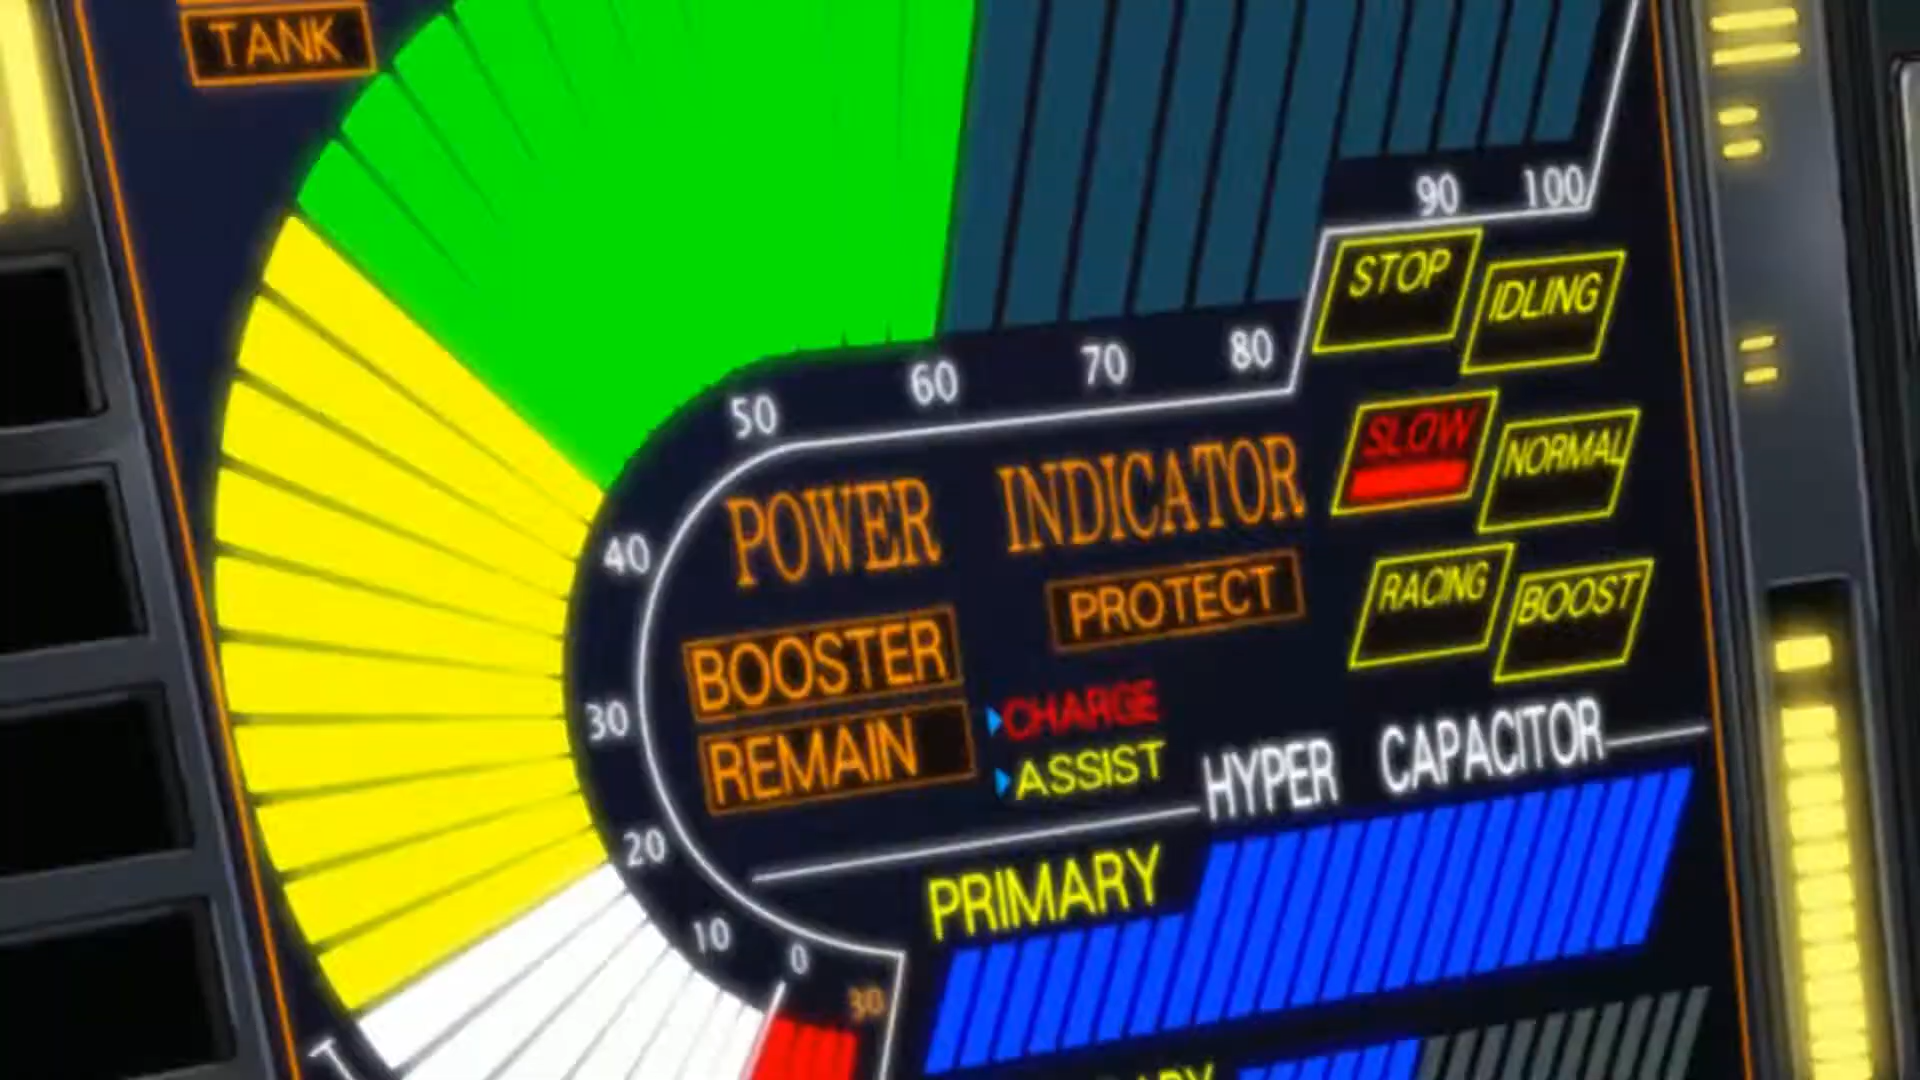 TANK
90 100
STOP IDLING
50 60 70 80
SLOW NORMAL
POWER INDICATOR
40
RACING BOOST
PROTECT
BOOSTER
30
CHARGE
REMAIN
ASSIST
HYPER CAPACITOR
20
PRIMARY
10
0
30